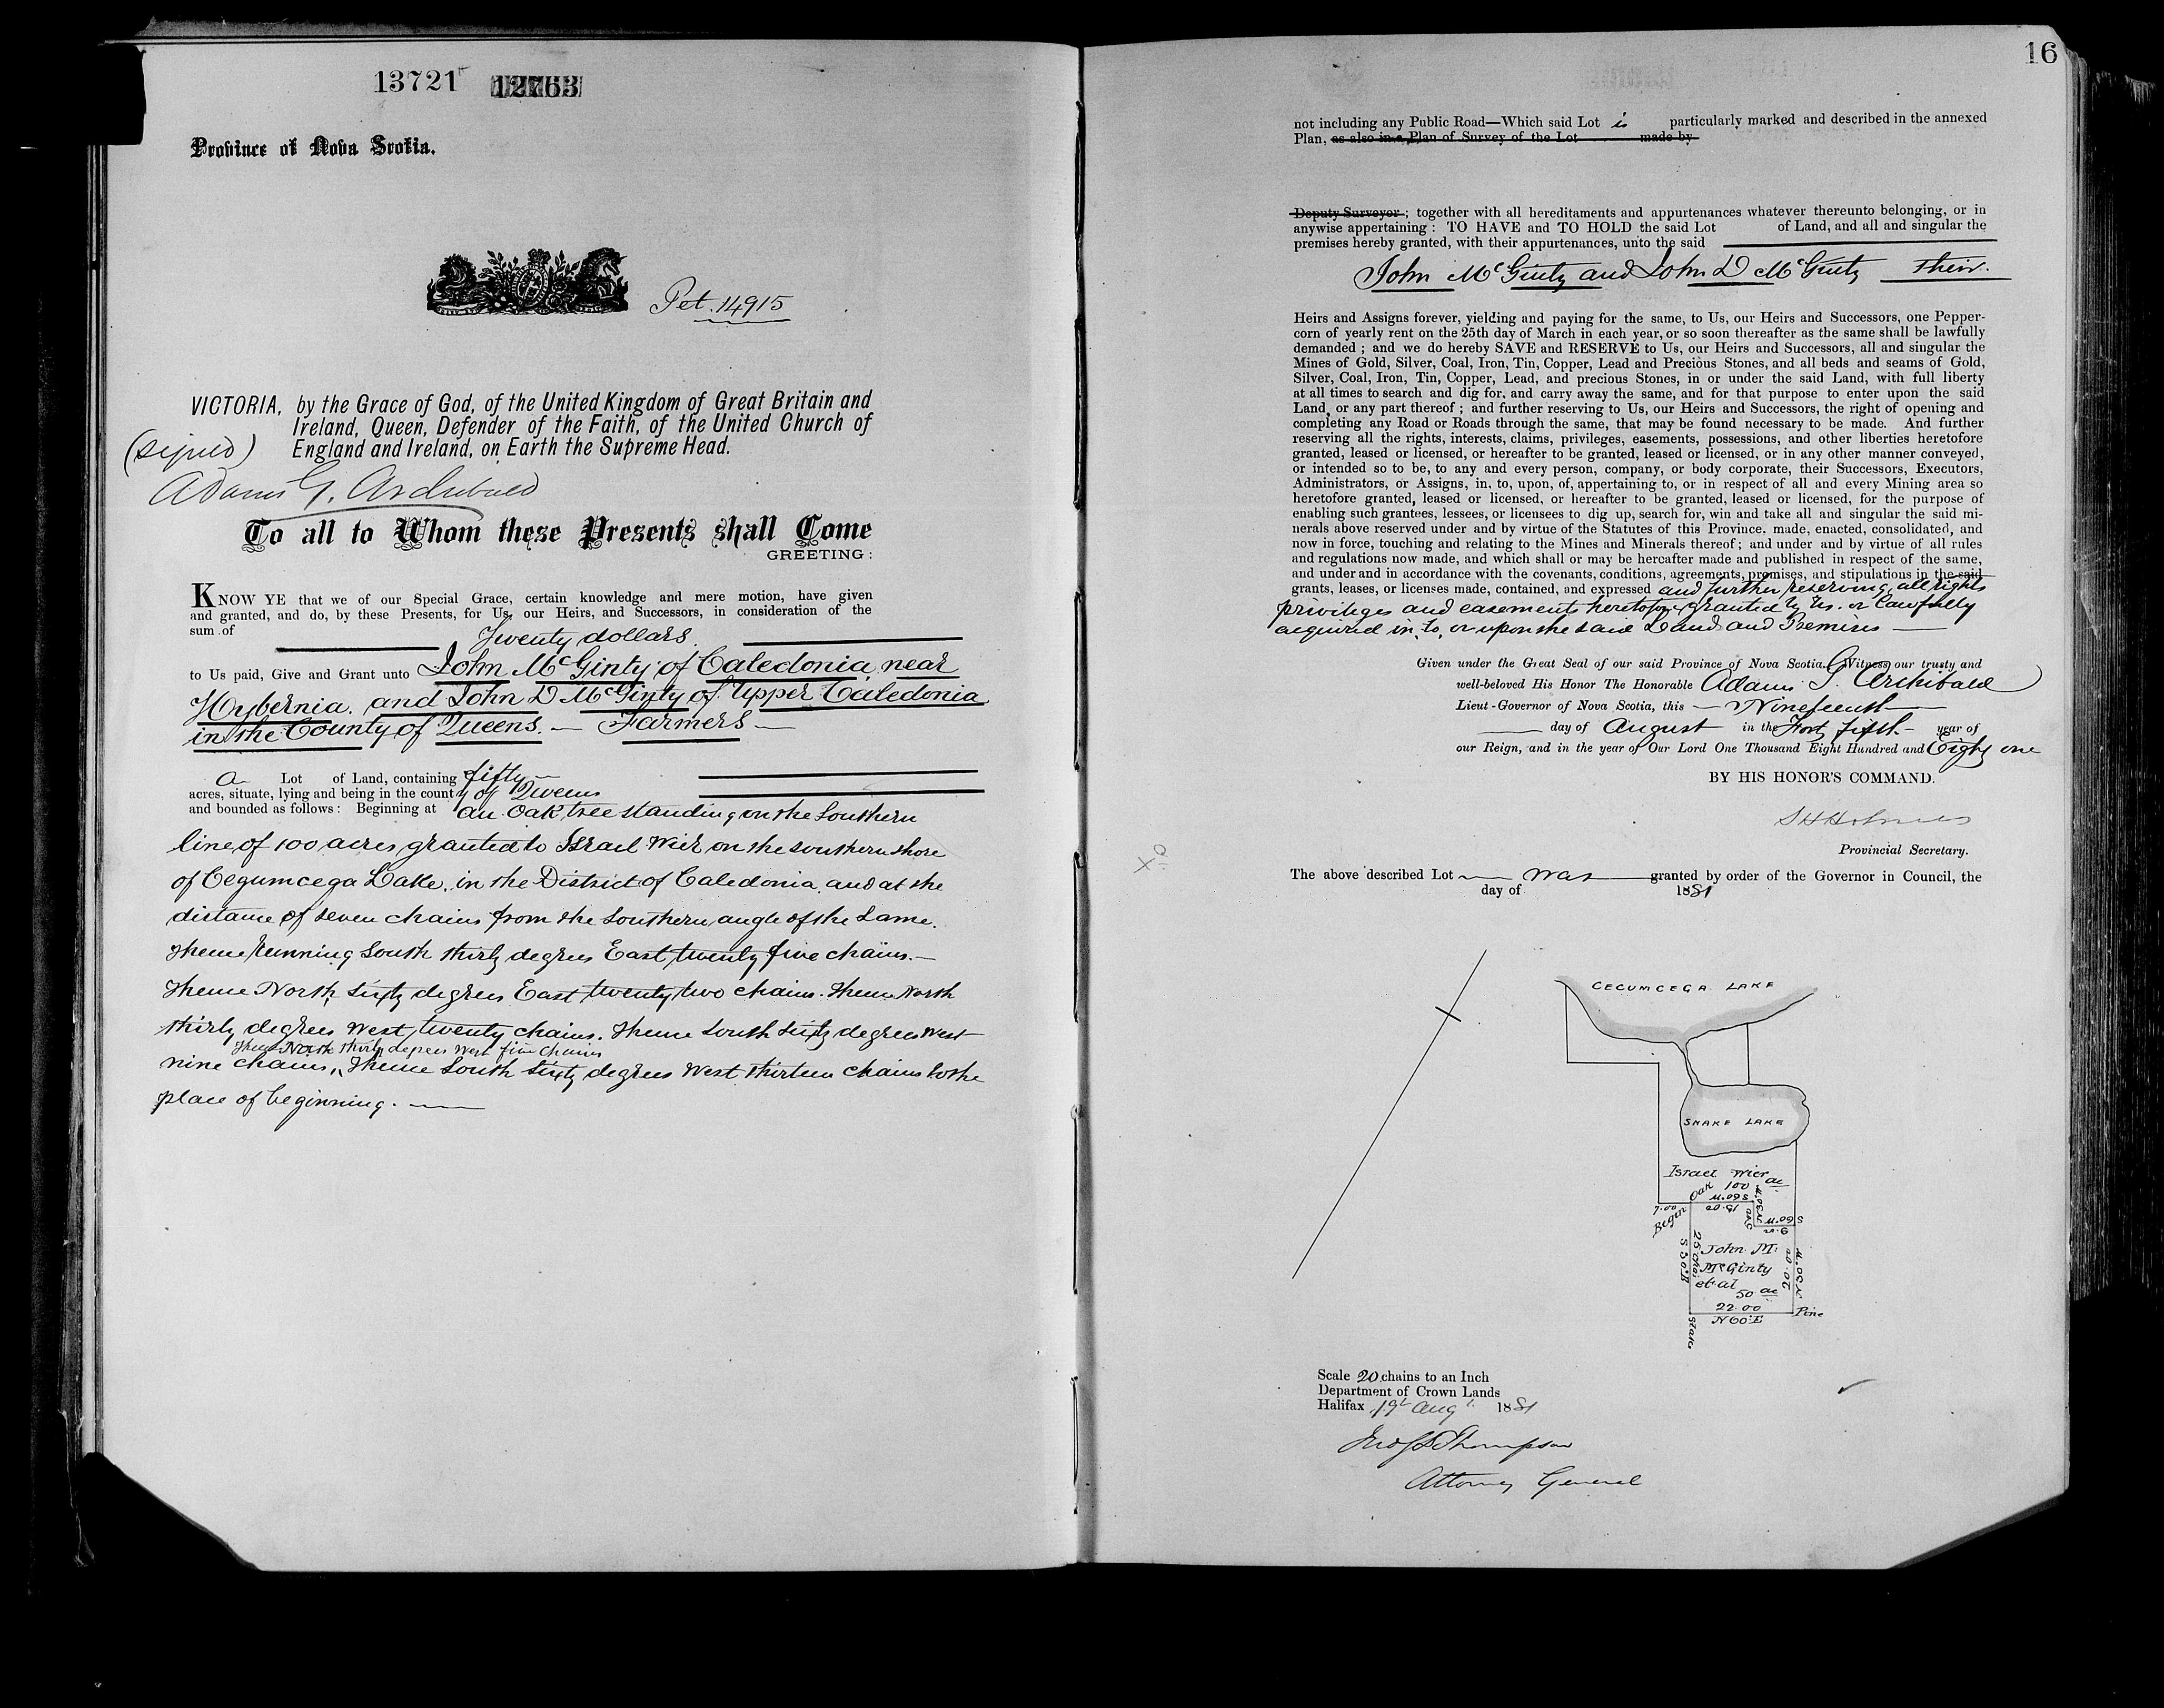 13721 12763
Province of Nova Scotia.
Pet. 14915
VICTORIA, by the Grace of God, of the United Kingdom of Great Britain and
Ireland, Queen, Defender of the Faith, of the United Church of
England and Ireland, on Earth the Supreme Head.
(signed)
Adams G. Archibald
To all to Whom these Presents shall Come
GREETING:
KNOW YE that we of our Special Grace, certain knowledge and mere motion, have given
and granted, and do, by these Presents, for Us, our Heirs, and Successors, in consideration of the
sum of Twenty dollars
to Us paid, Give and Grant unto John McGinty of Caledonia near
Hybernia. and John D McGinty of Upper Caledonia
in the County of Queens. — Farmers —
a Lot of Land, containing fifty
acres, situate, lying and being in the county of Queens
and bounded as follows: Beginning at an Oak tree standing on the Southern
line of 100 acres granted to Israel Wier on the southern shore
of Cegumcega Lake, in the District of Caledonia, and at the
distance of seven chains from the Southern angle of the Same.
Thence running South thirty degrees East twenty five chains.—
Thence North sixty degrees East twenty two chains. Thence North
thirty degrees West twenty chains. Thence South sixty degrees West
Thence North thirty degrees West five chains
nine chains, Thence South sixty degrees West thirteen chains to the
place of beginning. —
16
not including any Public Road—Which said Lot is particularly marked and described in the annexed
Plan, as also in a Plan of Survey of the Lot made by
Deputy Surveyor; together with all hereditaments and appurtenances whatever thereunto belonging, or in
anywise appertaining: TO HAVE and TO HOLD the said Lot of Land, and all and singular the
premises hereby granted, with their appurtenances, unto the said
John McGinty and John D McGinty Their.
Heirs and Assigns forever, yielding and paying for the same, to Us, our Heirs and Successors, one Pepper-
corn of yearly rent on the 25th day of March in each year, or so soon thereafter as the same shall be lawfully
demanded; and we do hereby SAVE and RESERVE to Us, our Heirs and Successors, all and singular the
Mines of Gold, Silver, Coal, Iron, Tin, Copper, Lead and Precious Stones, and all beds and seams of Gold,
Silver, Coal, Iron, Tin, Copper, Lead, and precious Stones, in or under the said Land, with full liberty
at all times to search and dig for, and carry away the same, and for that purpose to enter upon the said
Land, or any part thereof; and further reserving to Us, our Heirs and Successors, the right of opening and
completing any Road or Roads through the same, that may be found necessary to be made. And further
reserving all the rights, interests, claims, privileges, easements, possessions, and other liberties heretofore
granted, leased or licensed, or hereafter to be granted, leased or licensed, or in any other manner conveyed,
or intended so to be, to any and every person, company, or body corporate, their Successors, Executors,
Administrators, or Assigns, in, to, upon, of, appertaining to, or in respect of all and every Mining area so
heretofore granted, leased or licensed, or hereafter to be granted, leased or licensed, for the purpose of
enabling such grantees, lessees, or licensees to dig up, search for, win and take all and singular the said mi-
nerals above reserved under and by virtue of the Statutes of this Province, made, enacted, consolidated, and
now in force, touching and relating to the Mines and Minerals thereof; and under and by virtue of all rules
and regulations now made, and which shall or may be hereafter made and published in respect of the same,
and under and in accordance with the covenants, conditions, agreements, promises, and stipulations in the said
grants, leases, or licenses made, contained, and expressed and further reserving all rights
privileges and easements heretofore granted by Us. or lawfully
acquired in, to, or upon the said Land and Premises —
Given under the Great Seal of our said Province of Nova Scotia. Witness our trusty and
well-beloved His Honor The Honorable Adams G. Archibald
Lieut-Governor of Nova Scotia, this — Nineteenth —
day of August in the Forty fifth — year of
our Reign, and in the year of Our Lord One Thousand Eight Hundred and Eighty one
BY HIS HONOR'S COMMAND.
S H Holmes
Provincial Secretary.
The above described Lot — was — granted by order of the Governor in Council, the
day of 1881
CEGUMCEGA LAKE
SNAKE LAKE
Israel Wier
Oak 100 ac
S60W
7.00
13.00
Begin
N30W
5.00
S60W
9.00
S30E
25 chs.
John M.
McGinty
et al
50 ac
N30W
20.00
22.00
N60E
Pine
Stake
Scale 20 chains to an Inch
Department of Crown Lands
Halifax 19t Augt. 1881
Jno S D Thompson
Attorney General